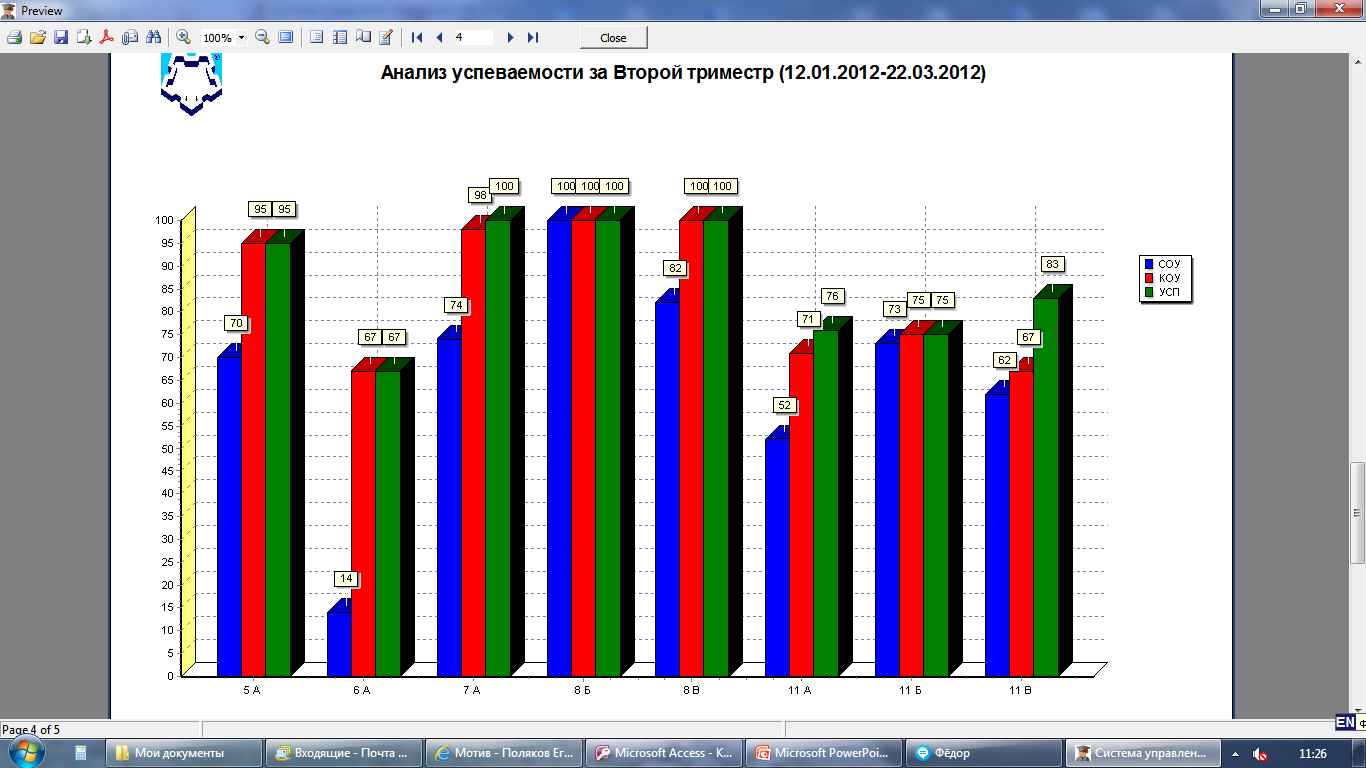 Preview
100%
4
Close
Анализ успеваемости за Второй триместр (12.01.2012-22.03.2012)
100
95
90
85
80
75
70
65
60
55
50
45
40
35
30
25
20
15
10
5
0
70
95
95
14
67
67
74
98
100
100
100
100
82
100
100
52
71
76
73
75
75
62
67
83
5 А
6 А
7 А
8 Б
8 В
11 А
11 Б
11 В
СОУ
КОУ
УСП
Page 4 of 5
EN
Мои документы
Входящие - Почта ...
Мотив - Поляков Ег...
Microsoft Access - К...
Microsoft PowerPoi...
Фёдор
Система управлен...
11:26